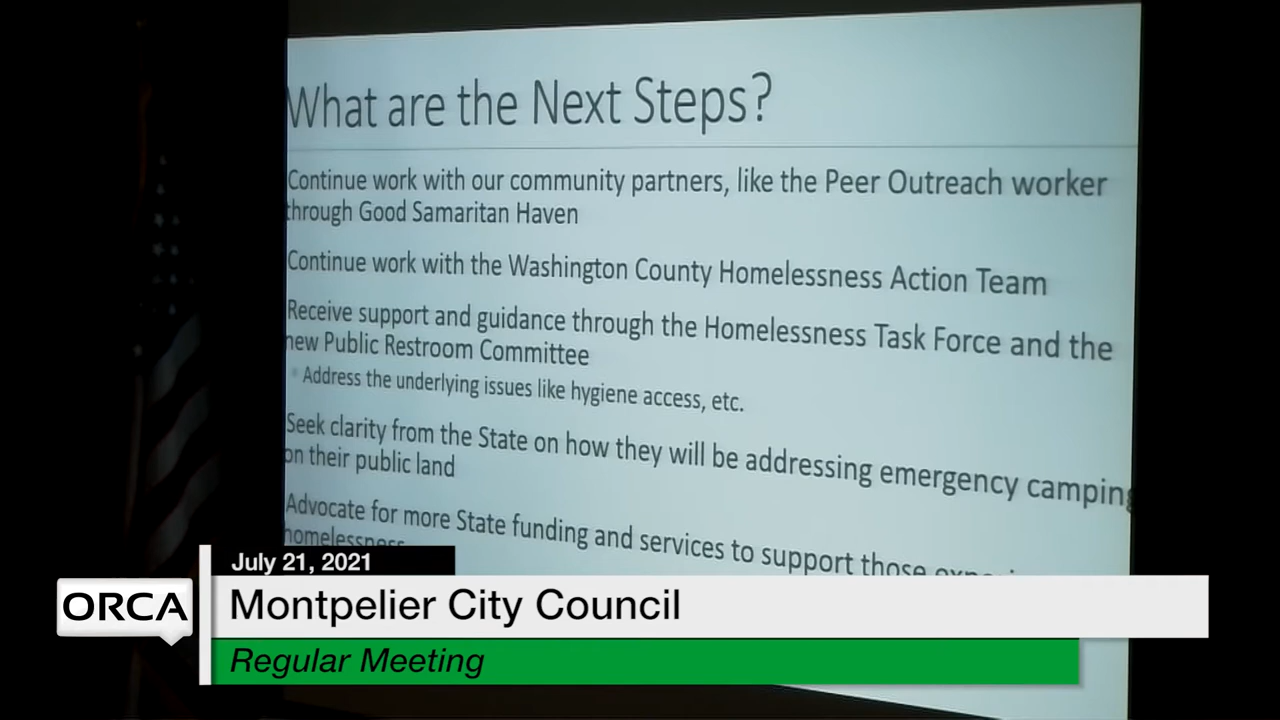 What are the Next Steps?
Continue work with our community partners, like the Peer Outreach worker
through Good Samaritan Haven
Continue work with the Washington County Homelessness Action Team
Receive support and guidance through the Homelessness Task Force and the
new Public Restroom Committee
Address the underlying issues like hygiene access, etc.
Seek clarity from the State on how they will be addressing emergency camping
on their public land
Advocate for more State funding and services to support those
homelessness
July 21, 2021
ORCA
Montpelier City Council
Regular Meeting